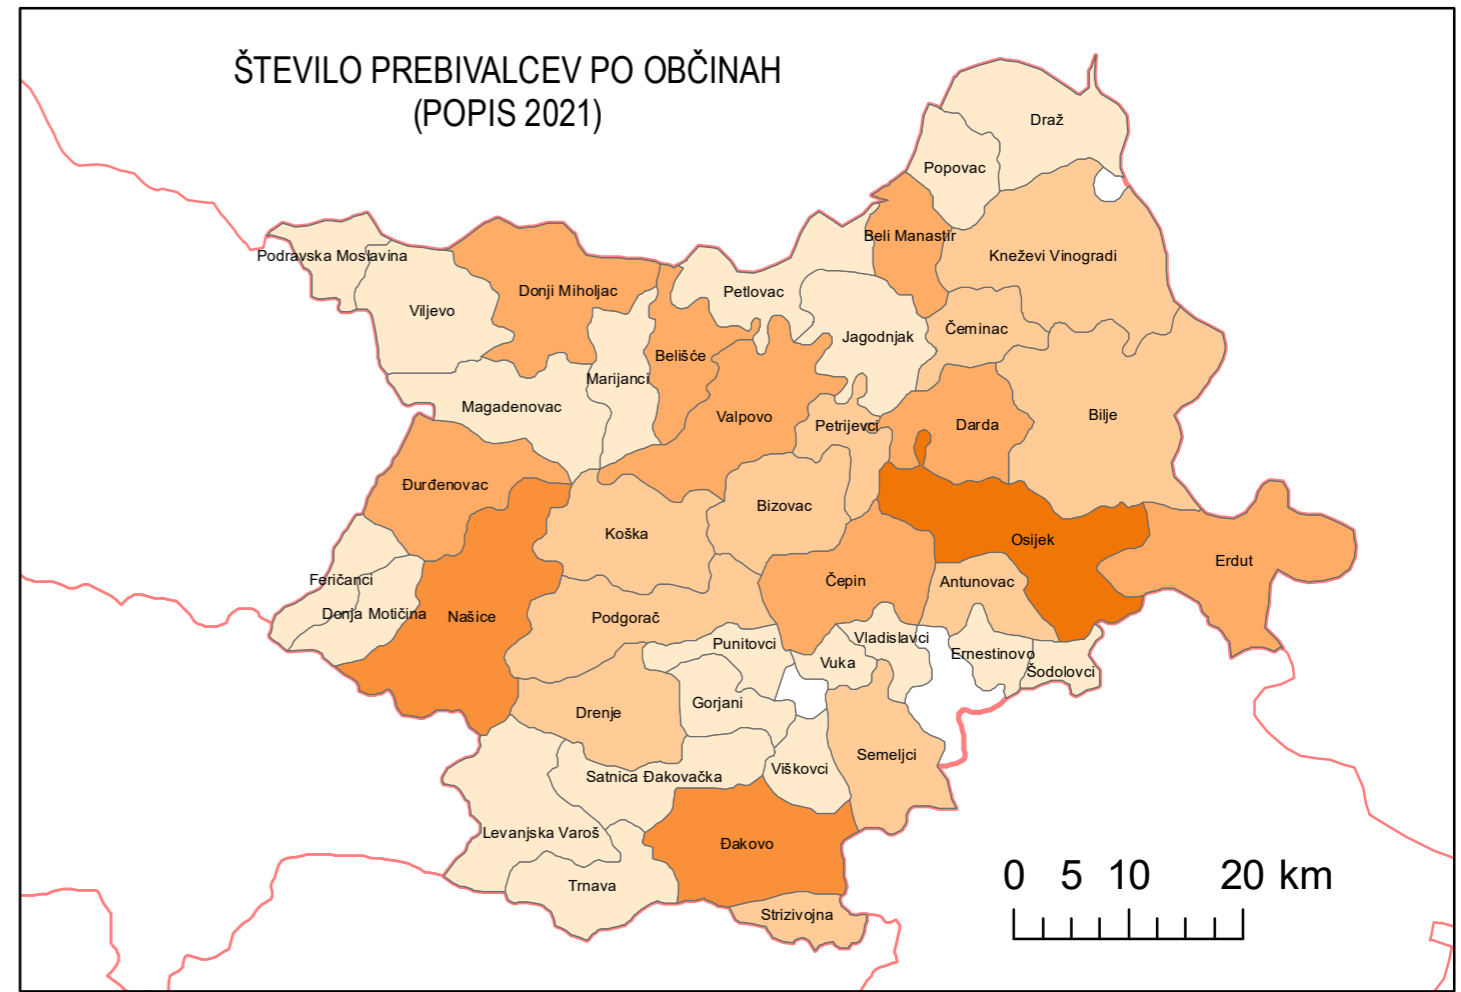 ŠTEVILO PREBIVALCEV PO OBČINAH
(POPIS 2021)
Draž
Popovac
Beli Manastir
Kneževi Vinogradi
Podravska Moslavina
Viljevo
Donji Miholjac
Petlovac
Čeminac
Jagodnjak
Belišće
Marijanci
Magadenovac
Valpovo
Petrijevci
Darda
Bilje
Đurđenovac
Koška
Bizovac
Osijek
Erdut
Feričanci
Donja Motičina
Našice
Podgorač
Čepin
Antunovac
Punitovci
Vladislavci
Vuka
Ernestinovo
Šodolovci
Drenje
Gorjani
Semeljci
Satnica Đakovačka
Viškovci
Levanjska Varoš
Đakovo
Trnava
Strizivojna
0 5 10 20 km